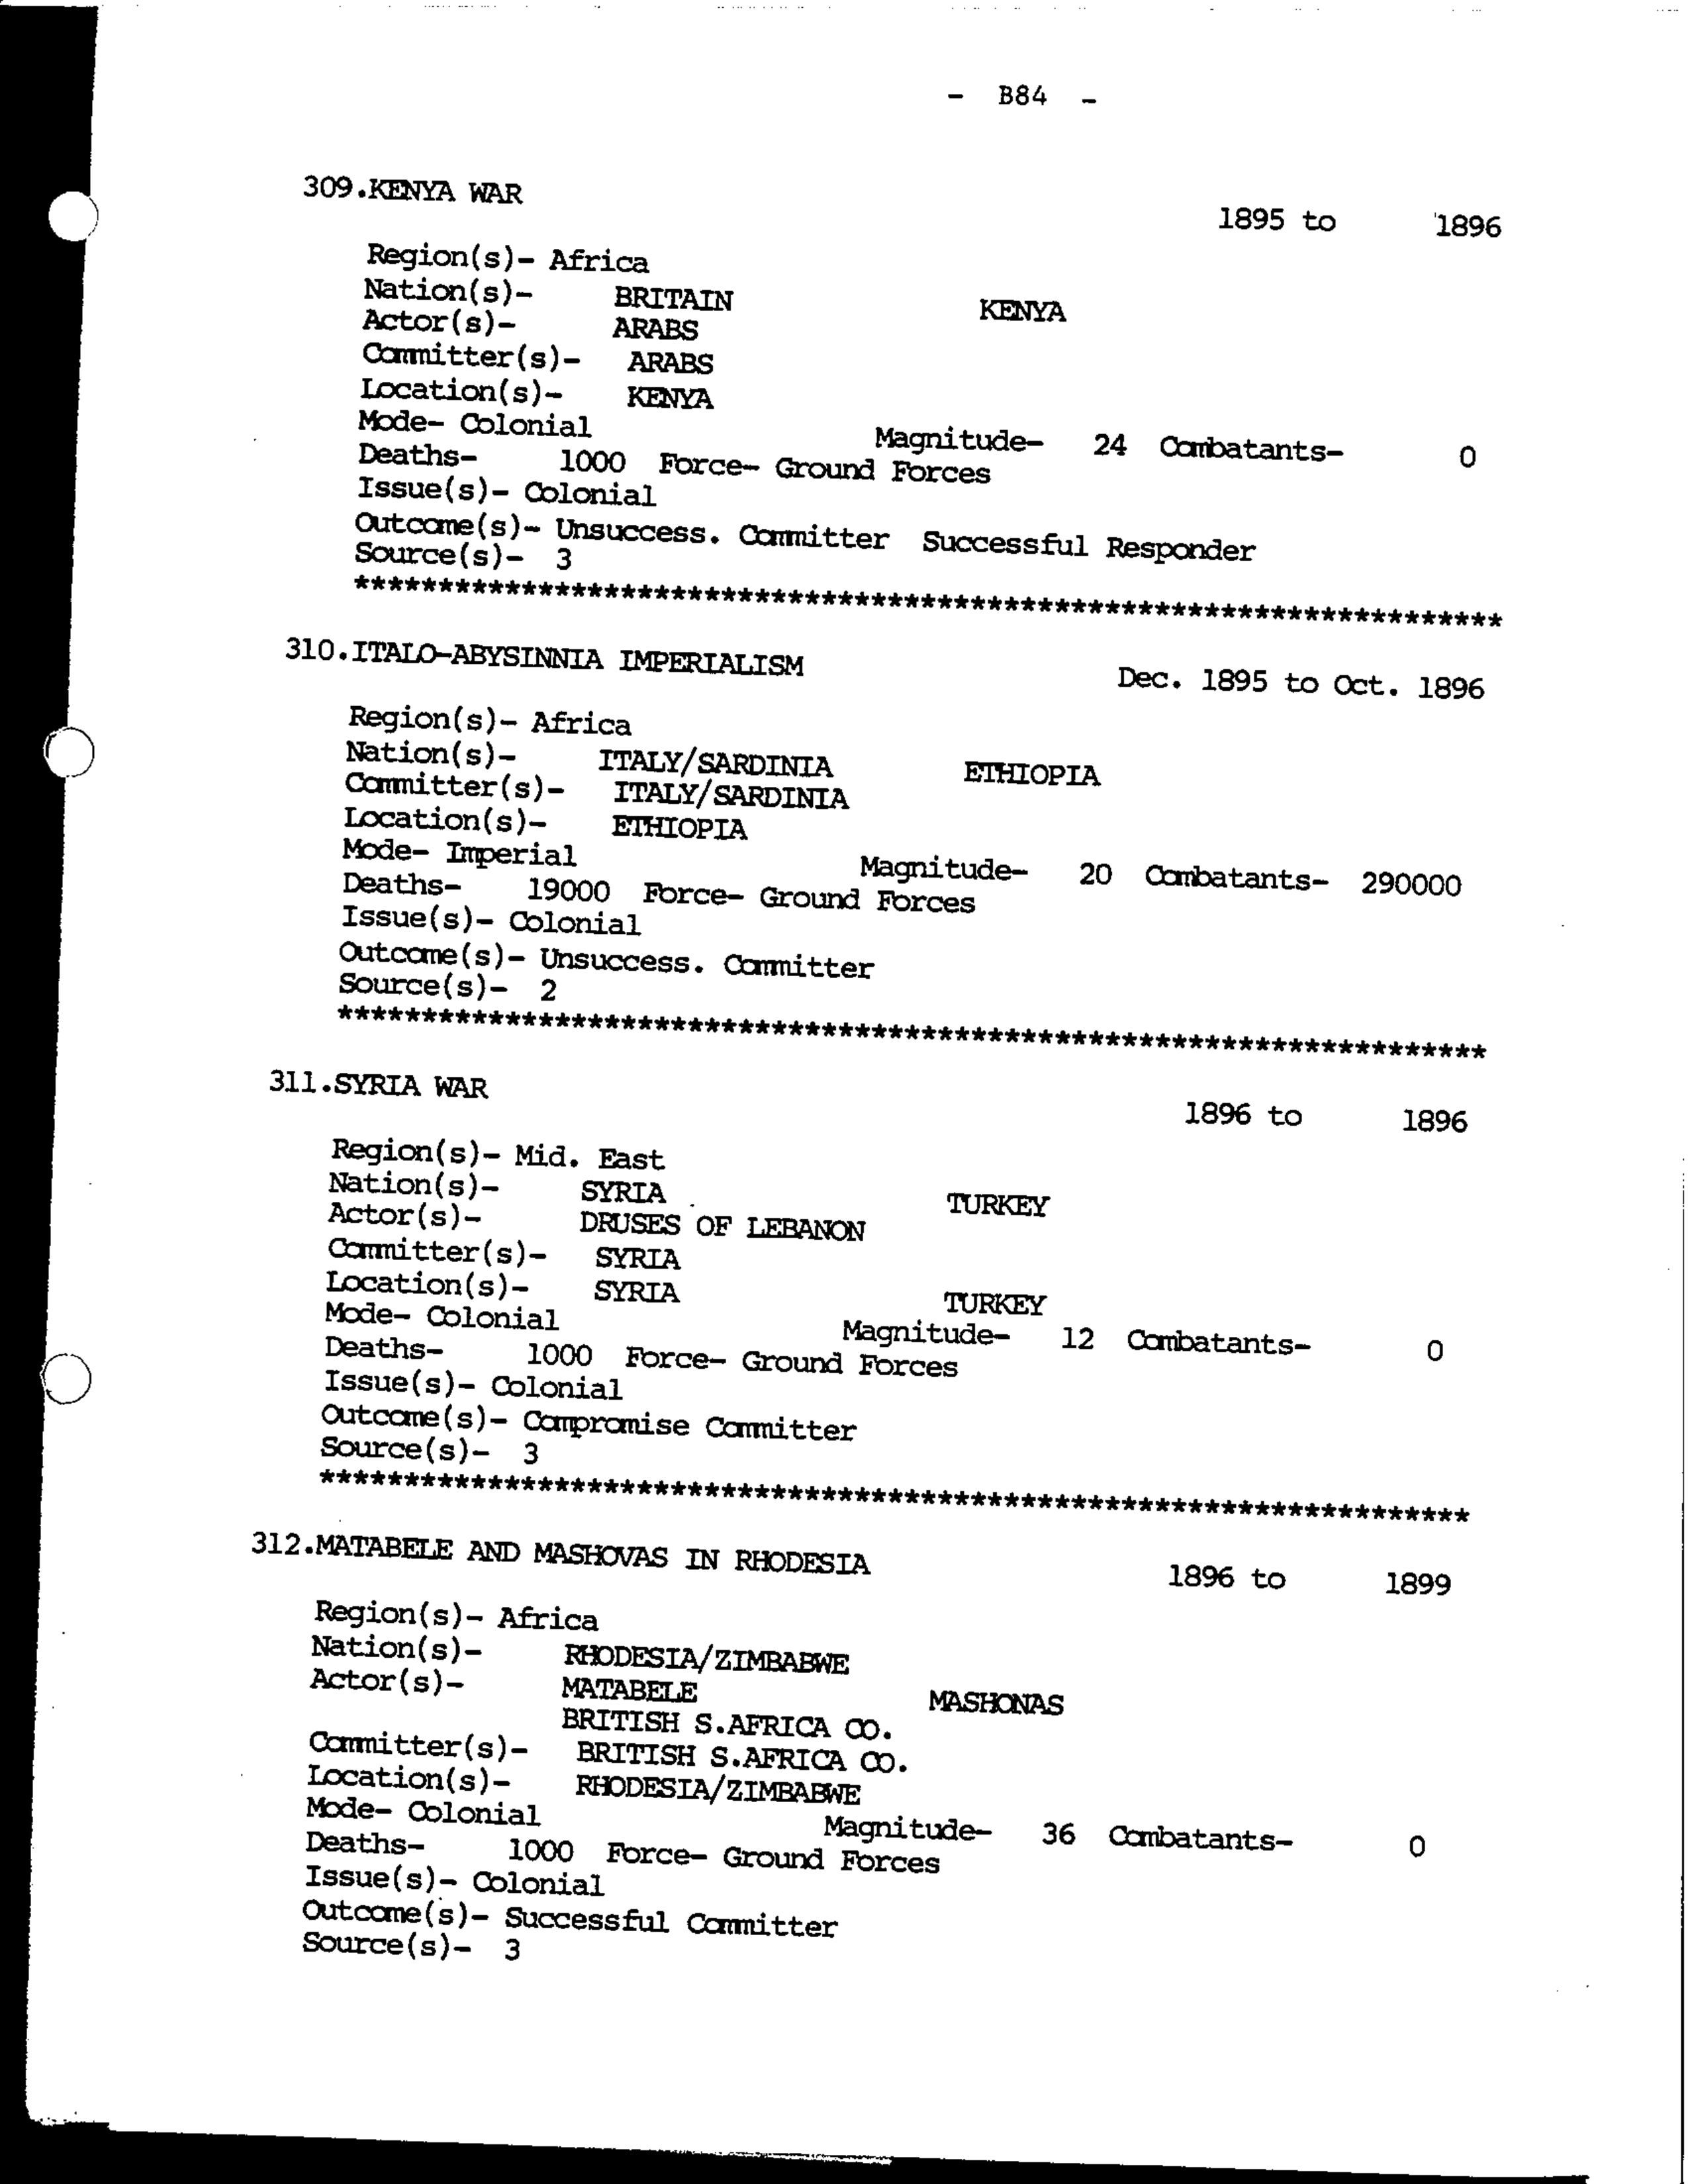 - B84 -
309.KENYA WAR 1895 to 1896
Region(s)- Africa
Nation(s)- BRITAIN KENYA
Actor(s)- ARABS
Committer(s)- ARABS
Location(s)- KENYA
Mode- Colonial Magnitude- 24 Combatants- 0
Deaths- 1000 Force- Ground Forces
Issue(s)- Colonial
Outcome(s)- Unsuccess. Committer Successful Responder
Source(s)- 3
**********************************************************************
310.ITALO-ABYSINNIA IMPERIALISM Dec. 1895 to Oct. 1896
Region(s)- Africa
Nation(s)- ITALY/SARDINIA ETHIOPIA
Committer(s)- ITALY/SARDINIA
Location(s)- ETHIOPIA
Mode- Imperial Magnitude- 20 Combatants- 290000
Deaths- 19000 Force- Ground Forces
Issue(s)- Colonial
Outcome(s)- Unsuccess. Committer
Source(s)- 2
**********************************************************************
311.SYRIA WAR 1896 to 1896
Region(s)- Mid. East
Nation(s)- SYRIA TURKEY
Actor(s)- DRUSES OF LEBANON
Committer(s)- SYRIA
Location(s)- SYRIA TURKEY
Mode- Colonial Magnitude- 12 Combatants- 0
Deaths- 1000 Force- Ground Forces
Issue(s)- Colonial
Outcome(s)- Compromise Committer
Source(s)- 3
**********************************************************************
312.MATABELE AND MASHOVAS IN RHODESIA 1896 to 1899
Region(s)- Africa
Nation(s)- RHODESIA/ZIMBABWE
Actor(s)- MATABELE MASHONAS
BRITISH S.AFRICA CO.
Committer(s)- BRITISH S.AFRICA CO.
Location(s)- RHODESIA/ZIMBABWE
Mode- Colonial Magnitude- 36 Combatants- 0
Deaths- 1000 Force- Ground Forces
Issue(s)- Colonial
Outcome(s)- Successful Committer
Source(s)- 3